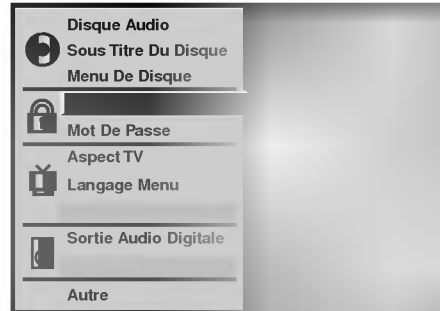 Disque Audio
Sous Titre Du Disque
Menu De Disque
Mot De Passe
Aspect TV
Langage Menu
Sortie Audio Digitale
Autre